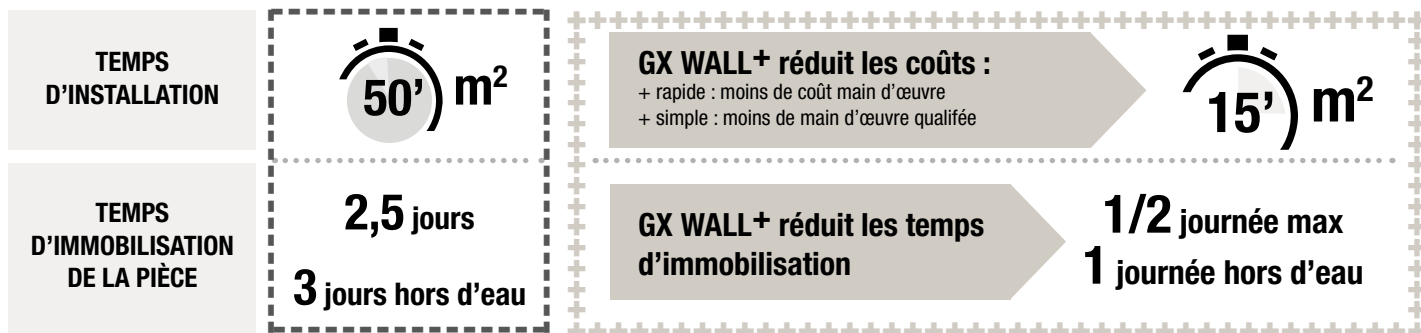 TEMPS
D'INSTALLATION
50' m²
GX WALL+ réduit les coûts :
+ rapide : moins de coût main d'œuvre
+ simple : moins de main d'œuvre qualifée
15' m²
TEMPS
D'IMMOBILISATION
DE LA PIÈCE
2,5 jours
3 jours hors d'eau
GX WALL+ réduit les temps
d'immobilisation
1/2 journée max
1 journée hors d'eau